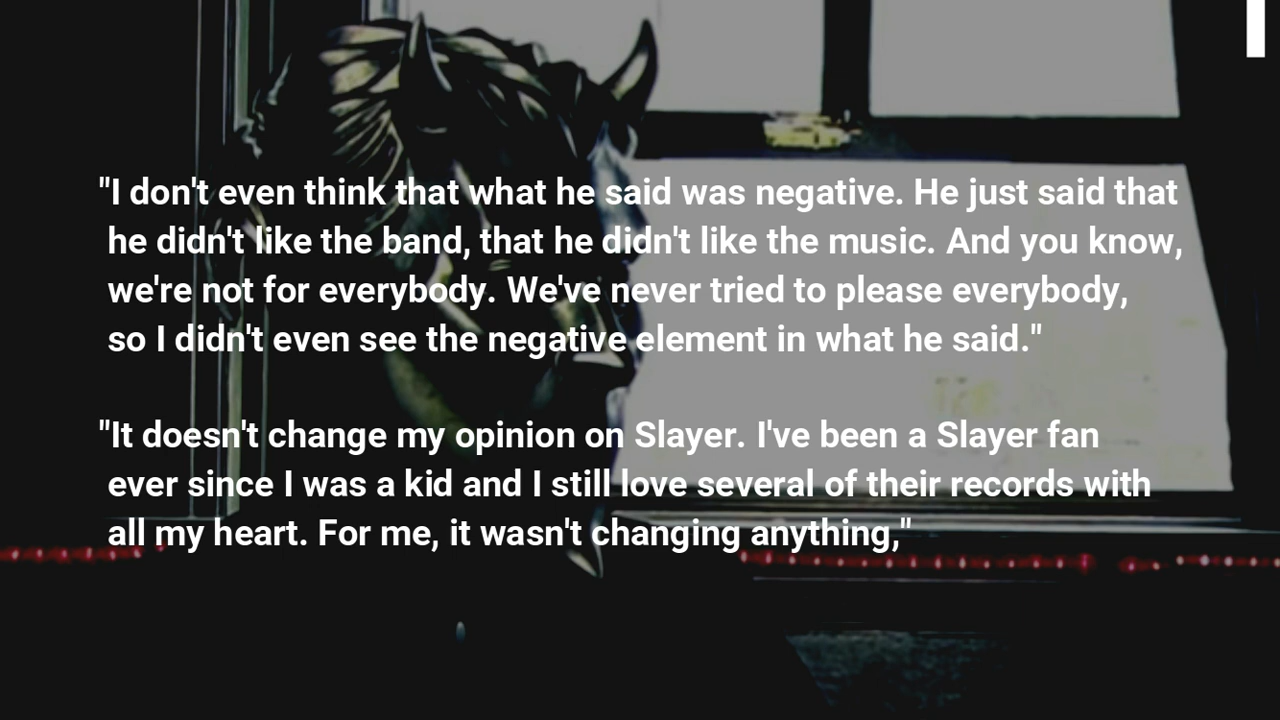 "I don't even think that what he said was negative. He just said that
he didn't like the band, that he didn't like the music. And you know,
we're not for everybody. We've never tried to please everybody,
so I didn't even see the negative element in what he said."
"It doesn't change my opinion on Slayer. I've been a Slayer fan
ever since I was a kid and I still love several of their records with
all my heart. For me, it wasn't changing anything,"